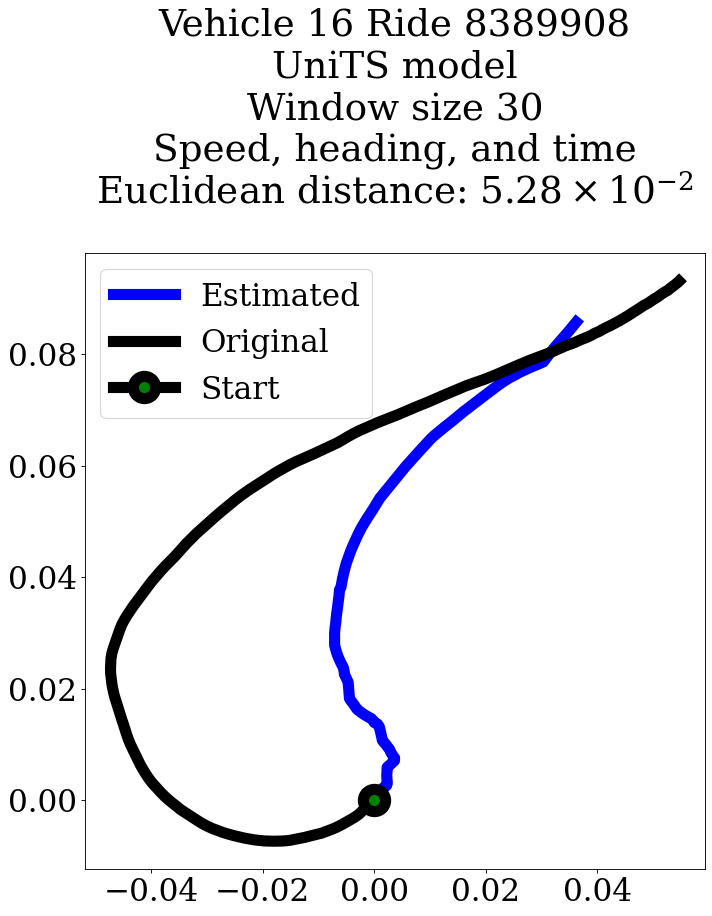 Vehicle 16 Ride 8389908
UniTS model
Window size 30
Speed, heading, and time
Euclidean distance: 5.28 × 10⁻²
Estimated
Original
Start
0.08
0.06
0.04
0.02
0.00
−0.04 −0.02 0.00 0.02 0.04